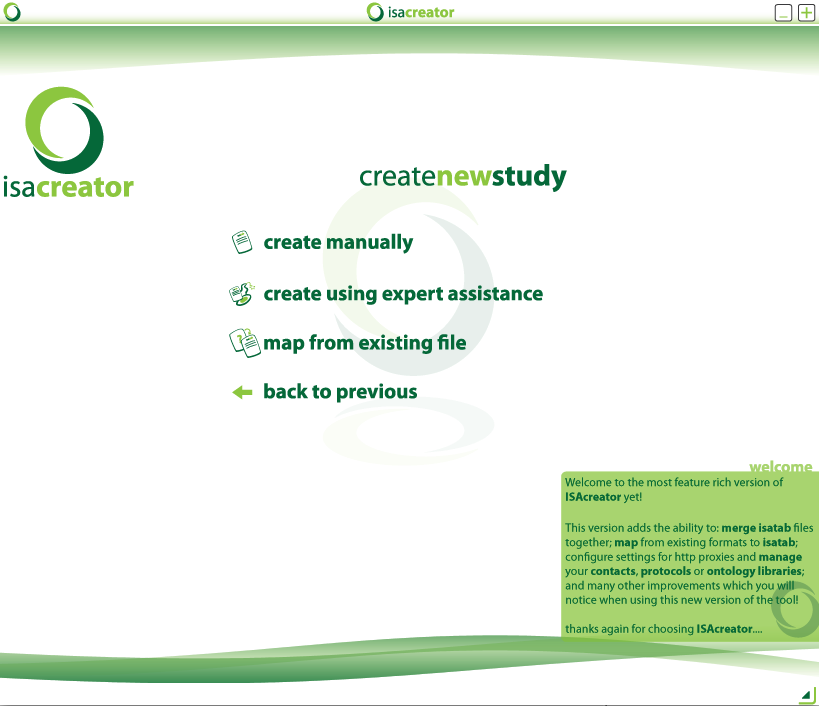 isacreator
isacreator
createnewstudy
create manually
create using expert assistance
map from existing file
back to previous
welcome
Welcome to the most feature rich version of
ISAcreator yet!
This version adds the ability to: merge isatab files
together; map from existing formats to isatab;
configure settings for http proxies and manage
your contacts, protocols or ontology libraries;
and many other improvements which you will
notice when using this new version of the tool!
thanks again for choosing ISAcreator....